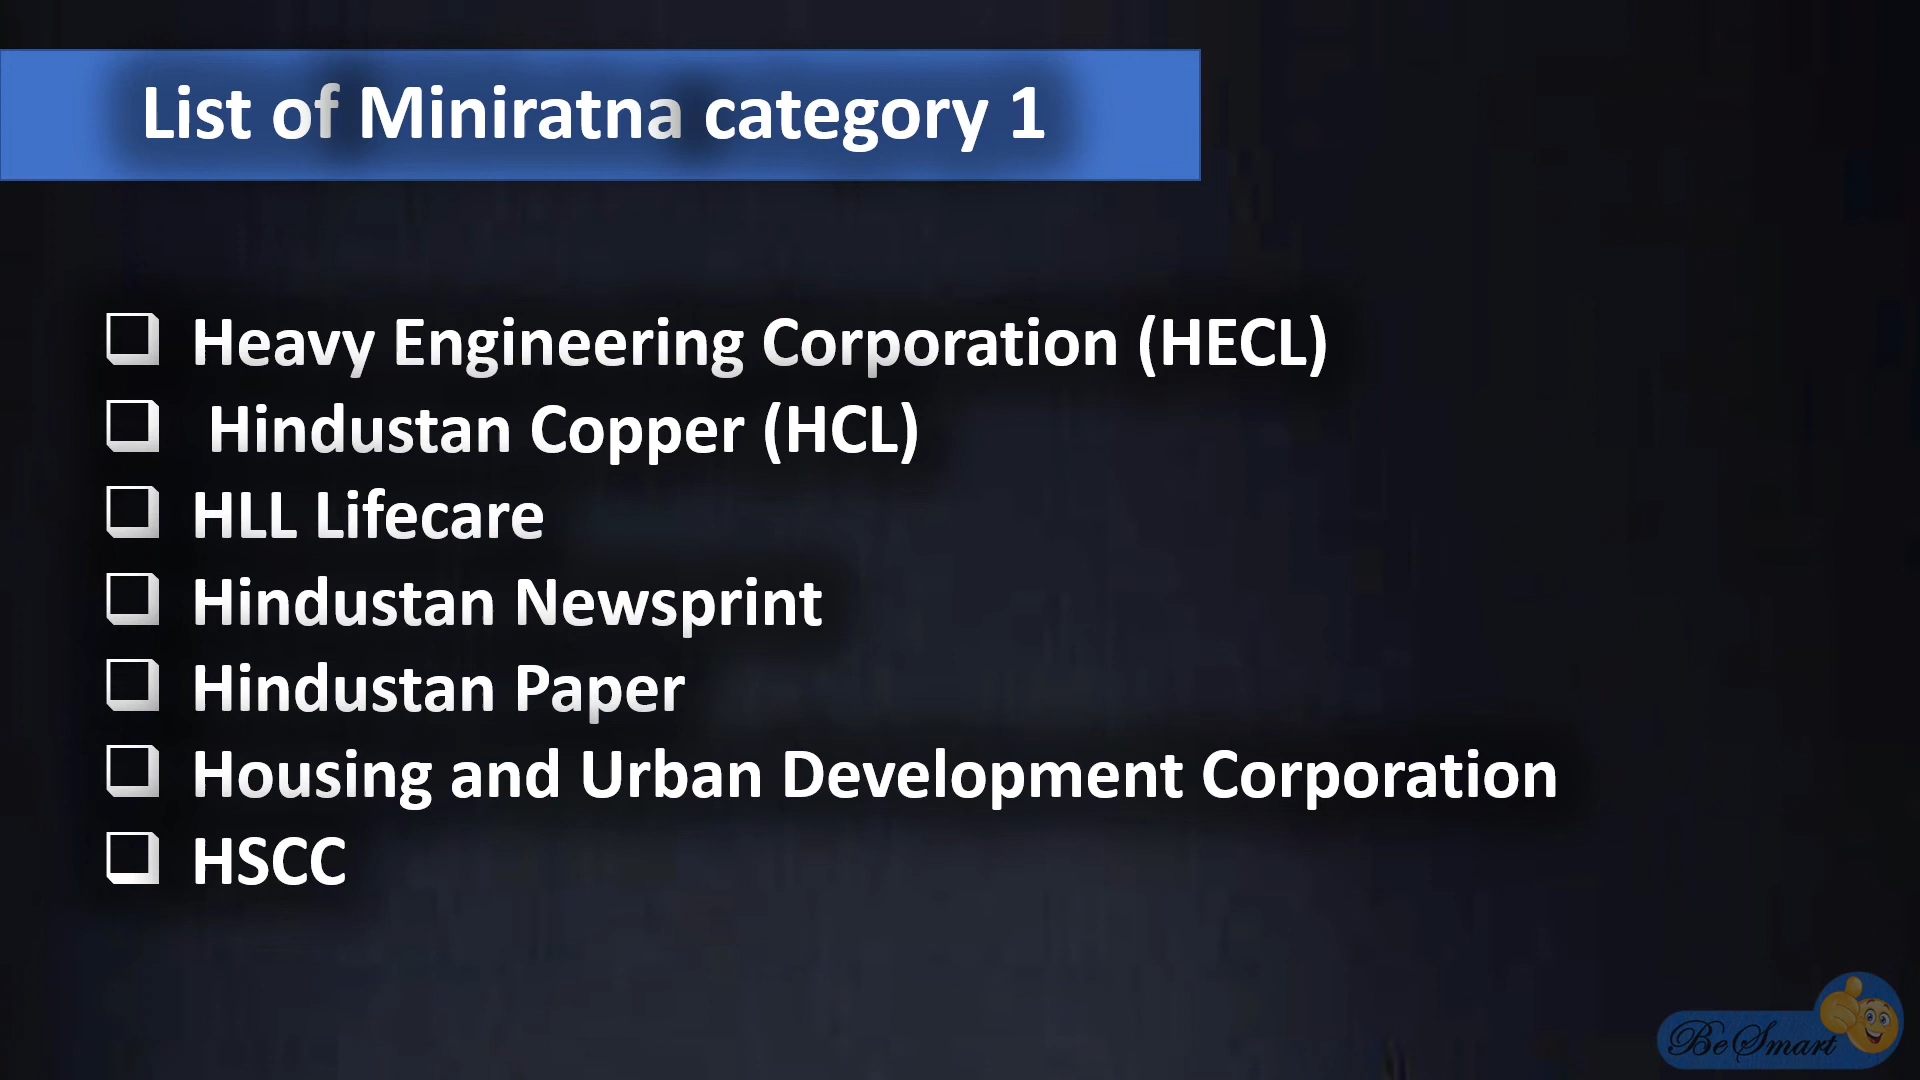 List of Miniratna category 1
Heavy Engineering Corporation (HECL)
Hindustan Copper (HCL)
HLL Lifecare
Hindustan Newsprint
Hindustan Paper
Housing and Urban Development Corporation
HSCC
Be Smart